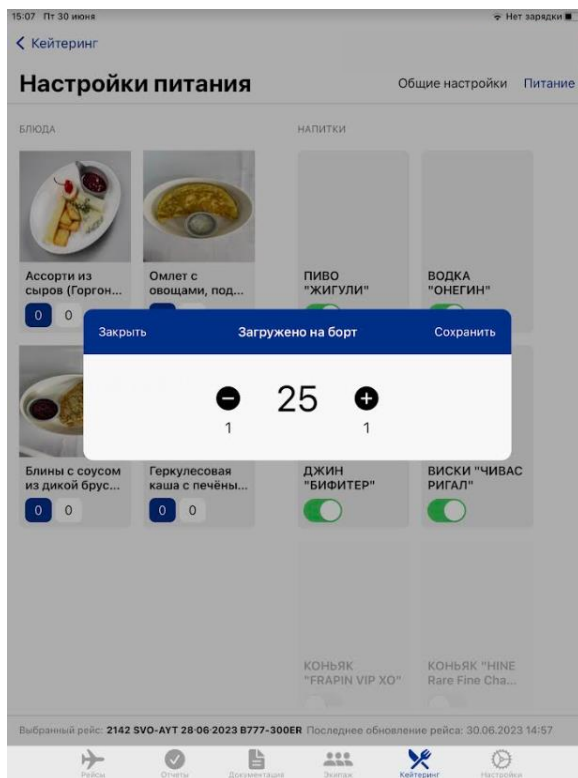 15:07 Пт 30 июня
Нет зарядки
Кейтеринг
Настройки питания
Общие настройки Питание
БЛЮДА
НАПИТКИ
Ассорти из
сыров (Горгон...
0 0
Омлет с
овощами, под...
ПИВО
"ЖИГУЛИ"
ВОДКА
"ОНЕГИН"
Закрыть Загружено на борт Сохранить
25
1 1
Блины с соусом
из дикой брус...
0 0
Геркулесовая
каша с печёны...
0 0
ДЖИН
"БИФИТЕР"
ВИСКИ "ЧИВАС
РИГАЛ"
КОНЬЯК
"FRAPIN VIP XO"
КОНЬЯК "HINE
Rare Fine Cha...
Выбранный рейс: 2142 SVO-AYT 28-06-2023 B777-300ER Последнее обновление рейса: 30.06.2023 14:57
Рейсы Отчеты Документация Экипаж Кейтеринг Настройки